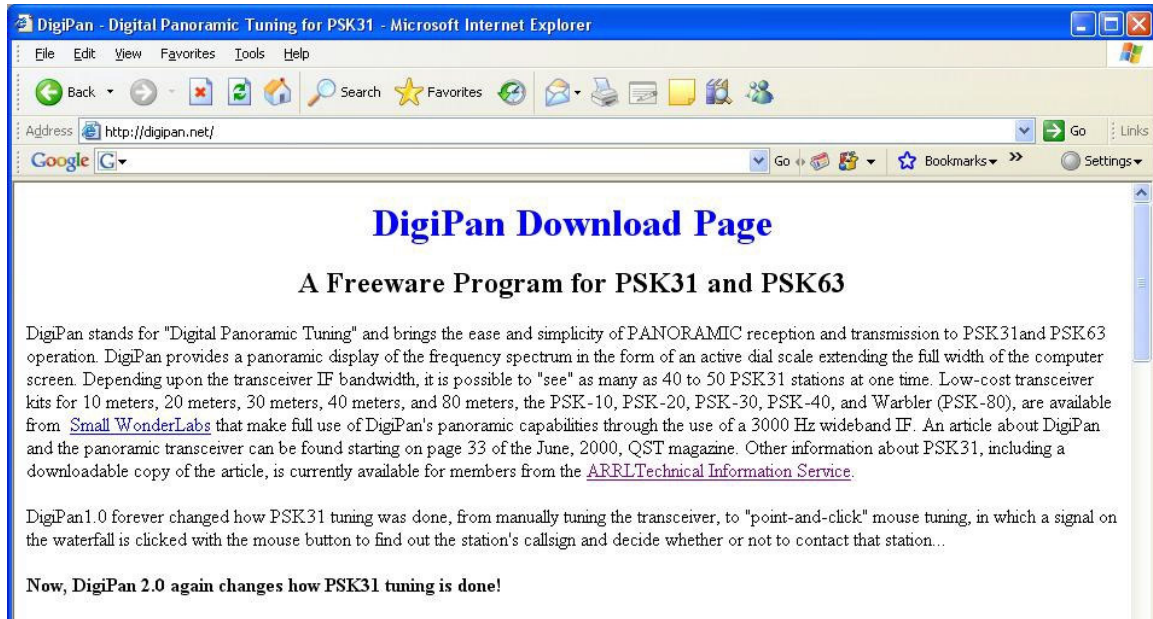 DigiPan - Digital Panoramic Tuning for PSK31 - Microsoft Internet Explorer
File Edit View Favorites Tools Help
Back Search Favorites
Address http://digipan.net/ Go Links
Google G Go Bookmarks Settings
DigiPan Download Page
A Freeware Program for PSK31 and PSK63
DigiPan stands for "Digital Panoramic Tuning" and brings the ease and simplicity of PANORAMIC reception and transmission to PSK31and PSK63
operation. DigiPan provides a panoramic display of the frequency spectrum in the form of an active dial scale extending the full width of the computer
screen. Depending upon the transceiver IF bandwidth, it is possible to "see" as many as 40 to 50 PSK31 stations at one time. Low-cost transceiver
kits for 10 meters, 20 meters, 30 meters, 40 meters, and 80 meters, the PSK-10, PSK-20, PSK-30, PSK-40, and Warbler (PSK-80), are available
from Small WonderLabs that make full use of DigiPan's panoramic capabilities through the use of a 3000 Hz wideband IF. An article about DigiPan
and the panoramic transceiver can be found starting on page 33 of the June, 2000, QST magazine. Other information about PSK31, including a
downloadable copy of the article, is currently available for members from the ARRLTechnical Information Service.
DigiPan1.0 forever changed how PSK31 tuning was done, from manually tuning the transceiver, to "point-and-click" mouse tuning, in which a signal on
the waterfall is clicked with the mouse button to find out the station's callsign and decide whether or not to contact that station...
Now, DigiPan 2.0 again changes how PSK31 tuning is done!